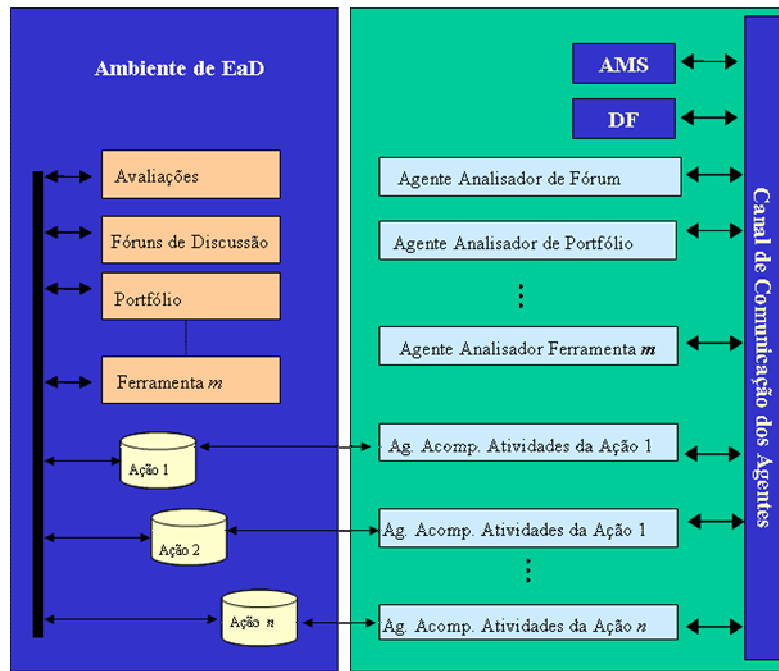 Ambiente de EaD
Avaliações
Fóruns de Discussão
Portfólio
Ferramenta m
Ação 1
Ação 2
Ação n
AMS
DF
Agente Analisador de Fórum
Agente Analisador de Portfólio
Agente Analisador Ferramenta m
Ag. Acomp. Atividades da Ação 1
Ag. Acomp. Atividades da Ação 1
Ag. Acomp. Atividades da Ação n
Canal de Comunicação dos Agentes